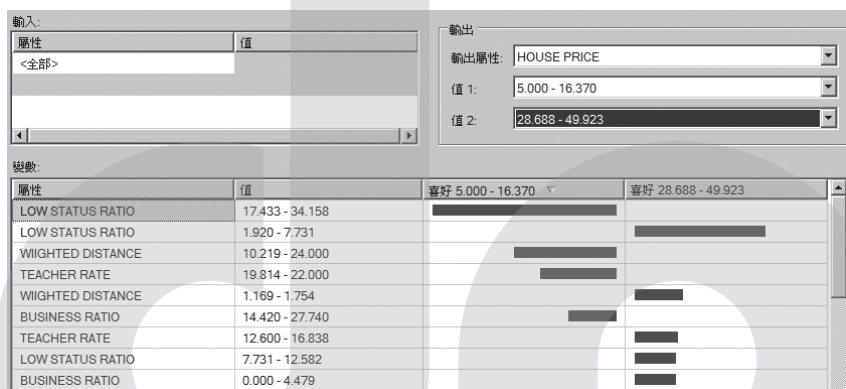 輸入:
屬性 值
<全部>
輸出
輸出屬性: HOUSE PRICE
值 1: 5.000 - 16.370
值 2: 28.688 - 49.923
變數:
屬性 值 喜好 5.000 - 16.370 喜好 28.688 - 49.923
LOW STATUS RATIO 17.433 - 34.158
LOW STATUS RATIO 1.920 - 7.731
WIIGHTED DISTANCE 10.219 - 24.000
TEACHER RATE 19.814 - 22.000
WIIGHTED DISTANCE 1.169 - 1.754
BUSINESS RATIO 14.420 - 27.740
TEACHER RATE 12.600 - 16.838
LOW STATUS RATIO 7.731 - 12.582
BUSINESS RATIO 0.000 - 4.479